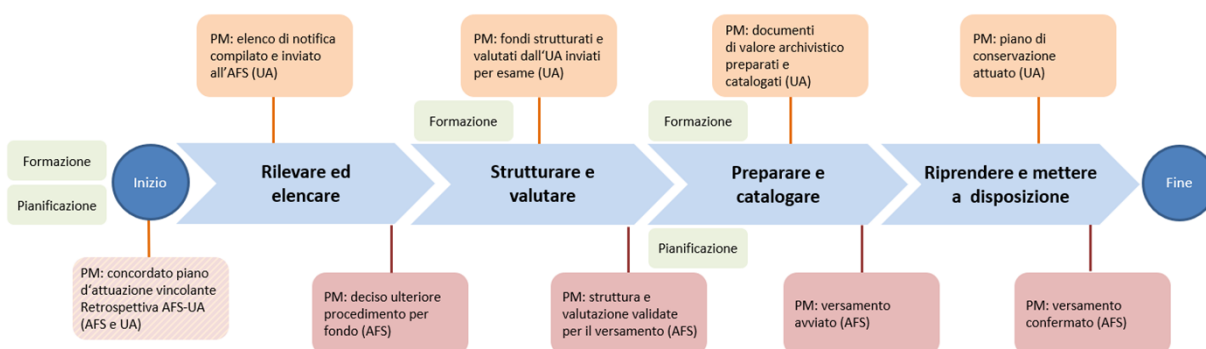 PM: elenco di notifica
compilato e inviato
all'AFS (UA)
PM: fondi strutturati e
valutati dall'UA inviati
per esame (UA)
PM: documenti
di valore archivistico
preparati e
catalogati (UA)
PM: piano di
conservazione
attuato (UA)
Formazione
Formazione
Formazione
Pianificazione
Inizio
Rilevare ed
elencare
Strutturare e
valutare
Preparare e
catalogare
Riprendere e mettere
a disposizione
Fine
Pianificazione
PM: concordato piano
d'attuazione vincolante
Retrospettiva AFS-UA
(AFS e UA)
PM: deciso ulteriore
procedimento per
fondo (AFS)
PM: struttura e
valutazione validate
per il versamento (AFS)
PM: versamento
avviato (AFS)
PM: versamento
confermato (AFS)